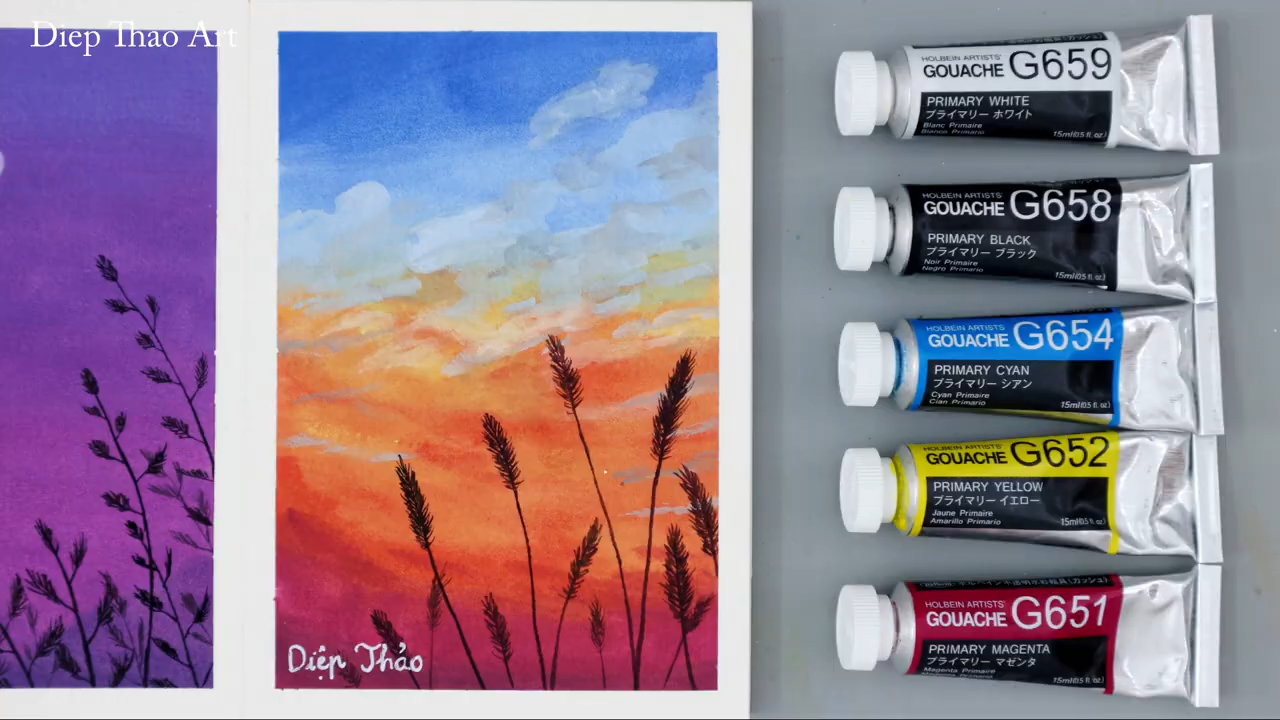 Diep Thao Art
Diệp Thảo
HOLBEIN ARTISTS'
GOUACHE G659
PRIMARY WHITE
プライマリー ホワイト
Blanc Primaire
Blanco Primario
15ml(0.5 fl. oz.)
HOLBEIN ARTISTS'
GOUACHE G658
PRIMARY BLACK
プライマリー ブラック
Noir Primaire
Negro Primario
15ml(0.5 fl. oz.)
HOLBEIN ARTISTS'
GOUACHE G654
PRIMARY CYAN
プライマリー シアン
Cyan Primaire
Cian Primario
15ml(0.5 fl. oz.)
HOLBEIN ARTISTS'
GOUACHE G652
PRIMARY YELLOW
プライマリー イエロー
Jaune Primaire
Amarillo Primario
15ml(0.5 fl. oz.)
HOLBEIN ARTISTS'
GOUACHE G651
PRIMARY MAGENTA
プライマリー マゼンタ
Magenta Primaire
15ml(0.5 fl. oz.)